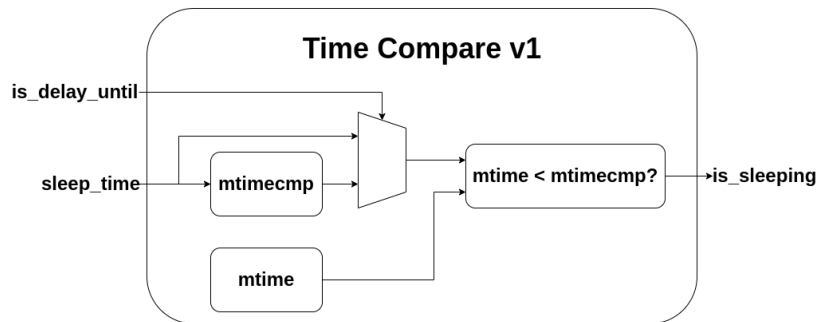 Time Compare v1
is_delay_until
sleep_time
mtimecmp
mtime < mtimecmp?
is_sleeping
mtime